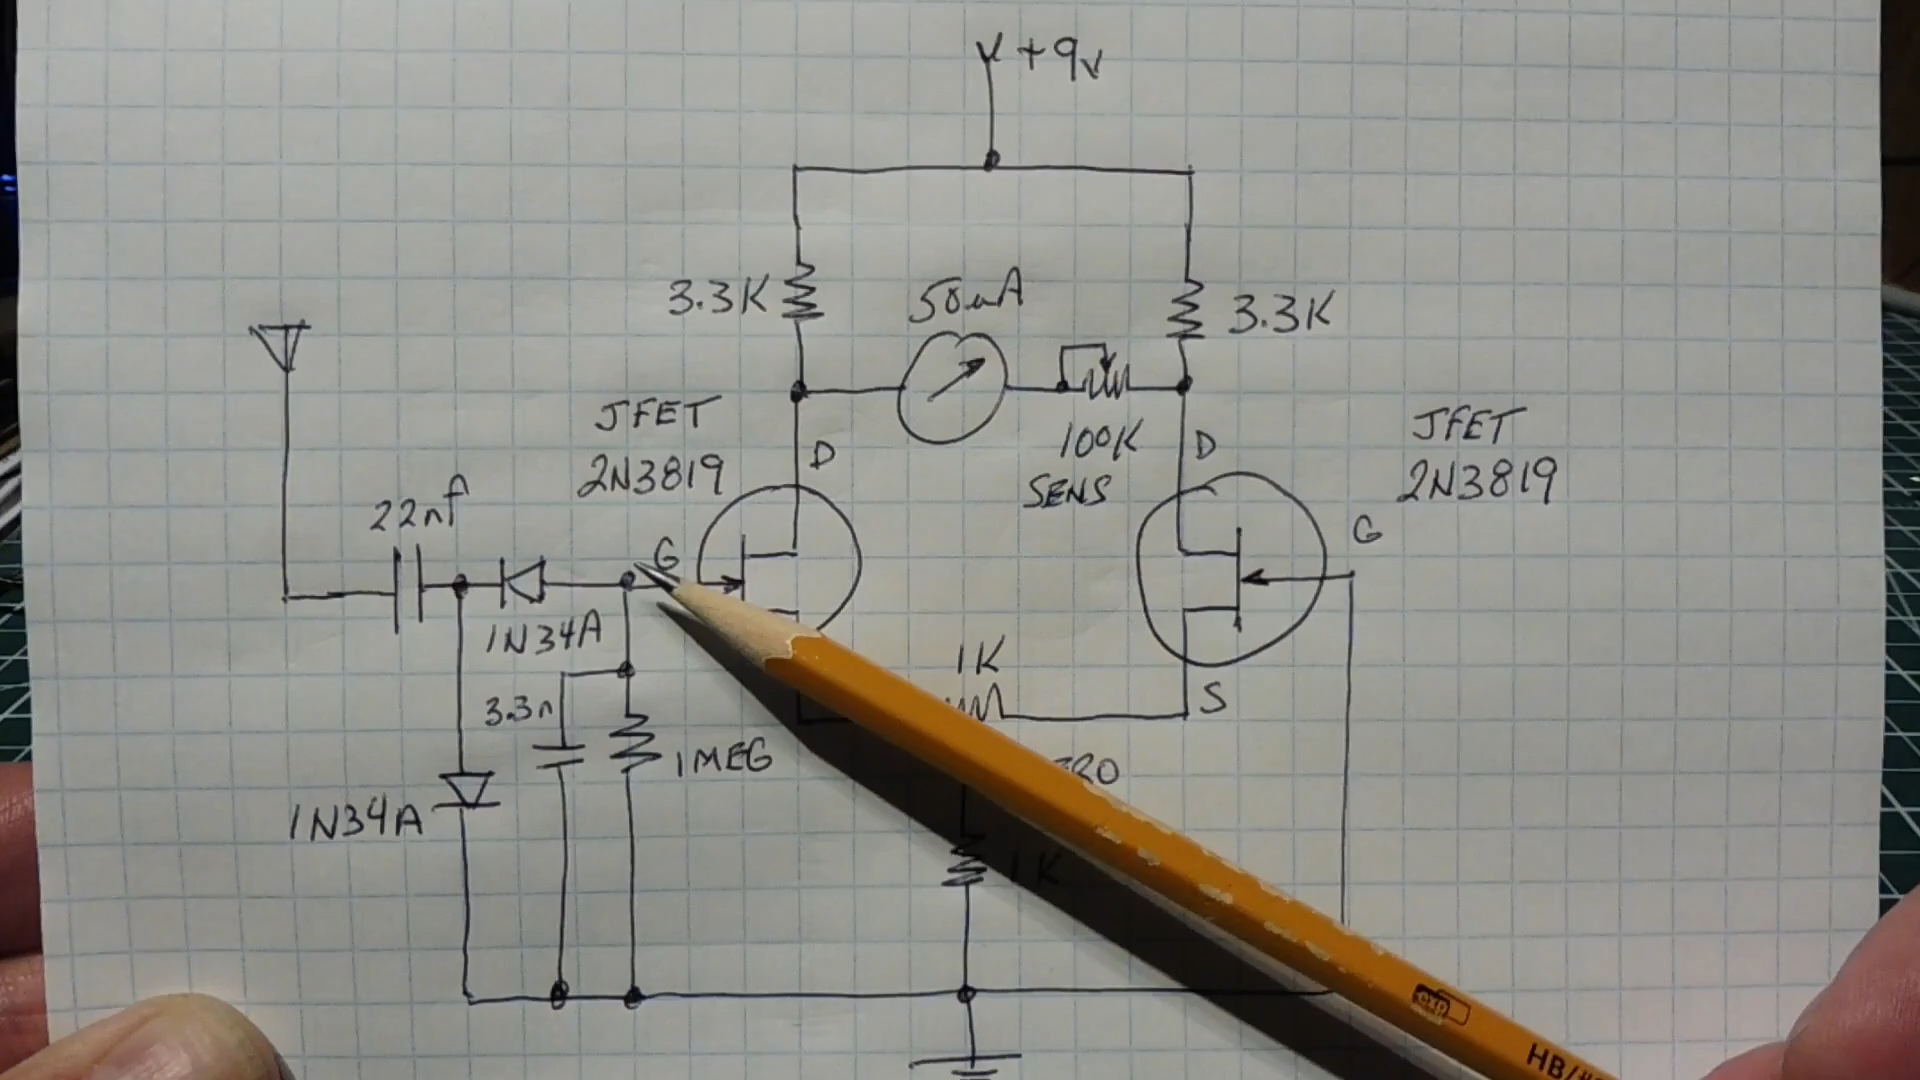 +9v
3.3K
50uA
3.3K
JFET
2N3819
D
100K
SENS
D
JFET
2N3819
22nf
G
G
1N34A
1K
S
3.3n
1MEG
1N34A
1K